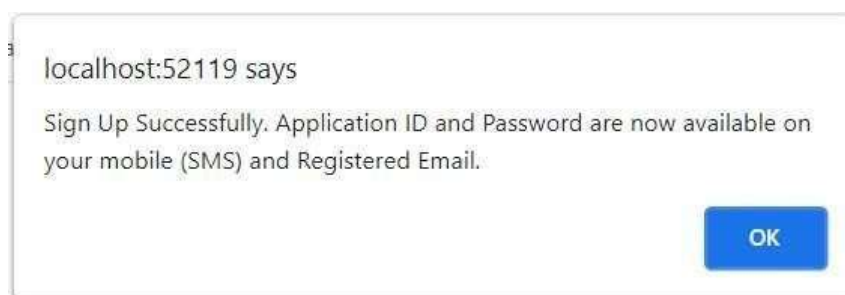 localhost:52119 says
Sign Up Successfully. Application ID and Password are now available on
your mobile (SMS) and Registered Email.
OK